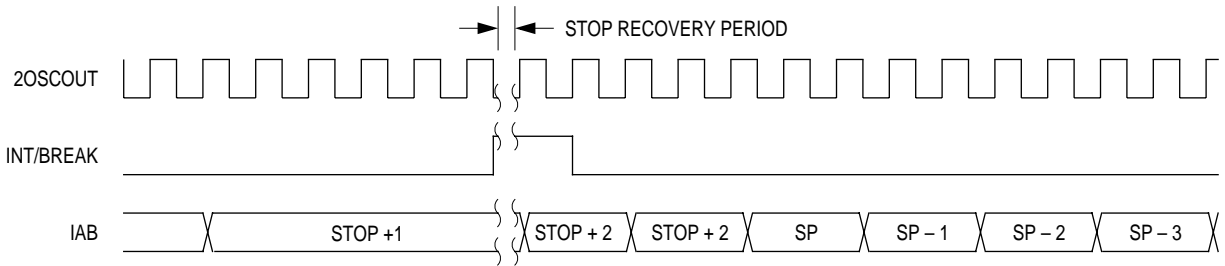 STOP RECOVERY PERIOD
2OSCOUT
INT/BREAK
IAB STOP +1 STOP + 2 STOP + 2 SP SP – 1 SP – 2 SP – 3